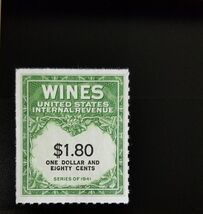 WINES
UNITED STATES
INTERNAL REVENUE
$1.80
ONE DOLLAR AND
EIGHTY CENTS
SERIES OF 1941